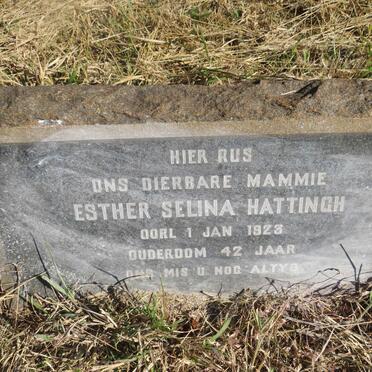 HIER RUS
ONS DIERBARE MAMMIE
ESTHER SELINA HATTINGH
OORL 1 JAN 1923
OUDERDOM 42 JAAR
ONS MIS U NOG ALTYD